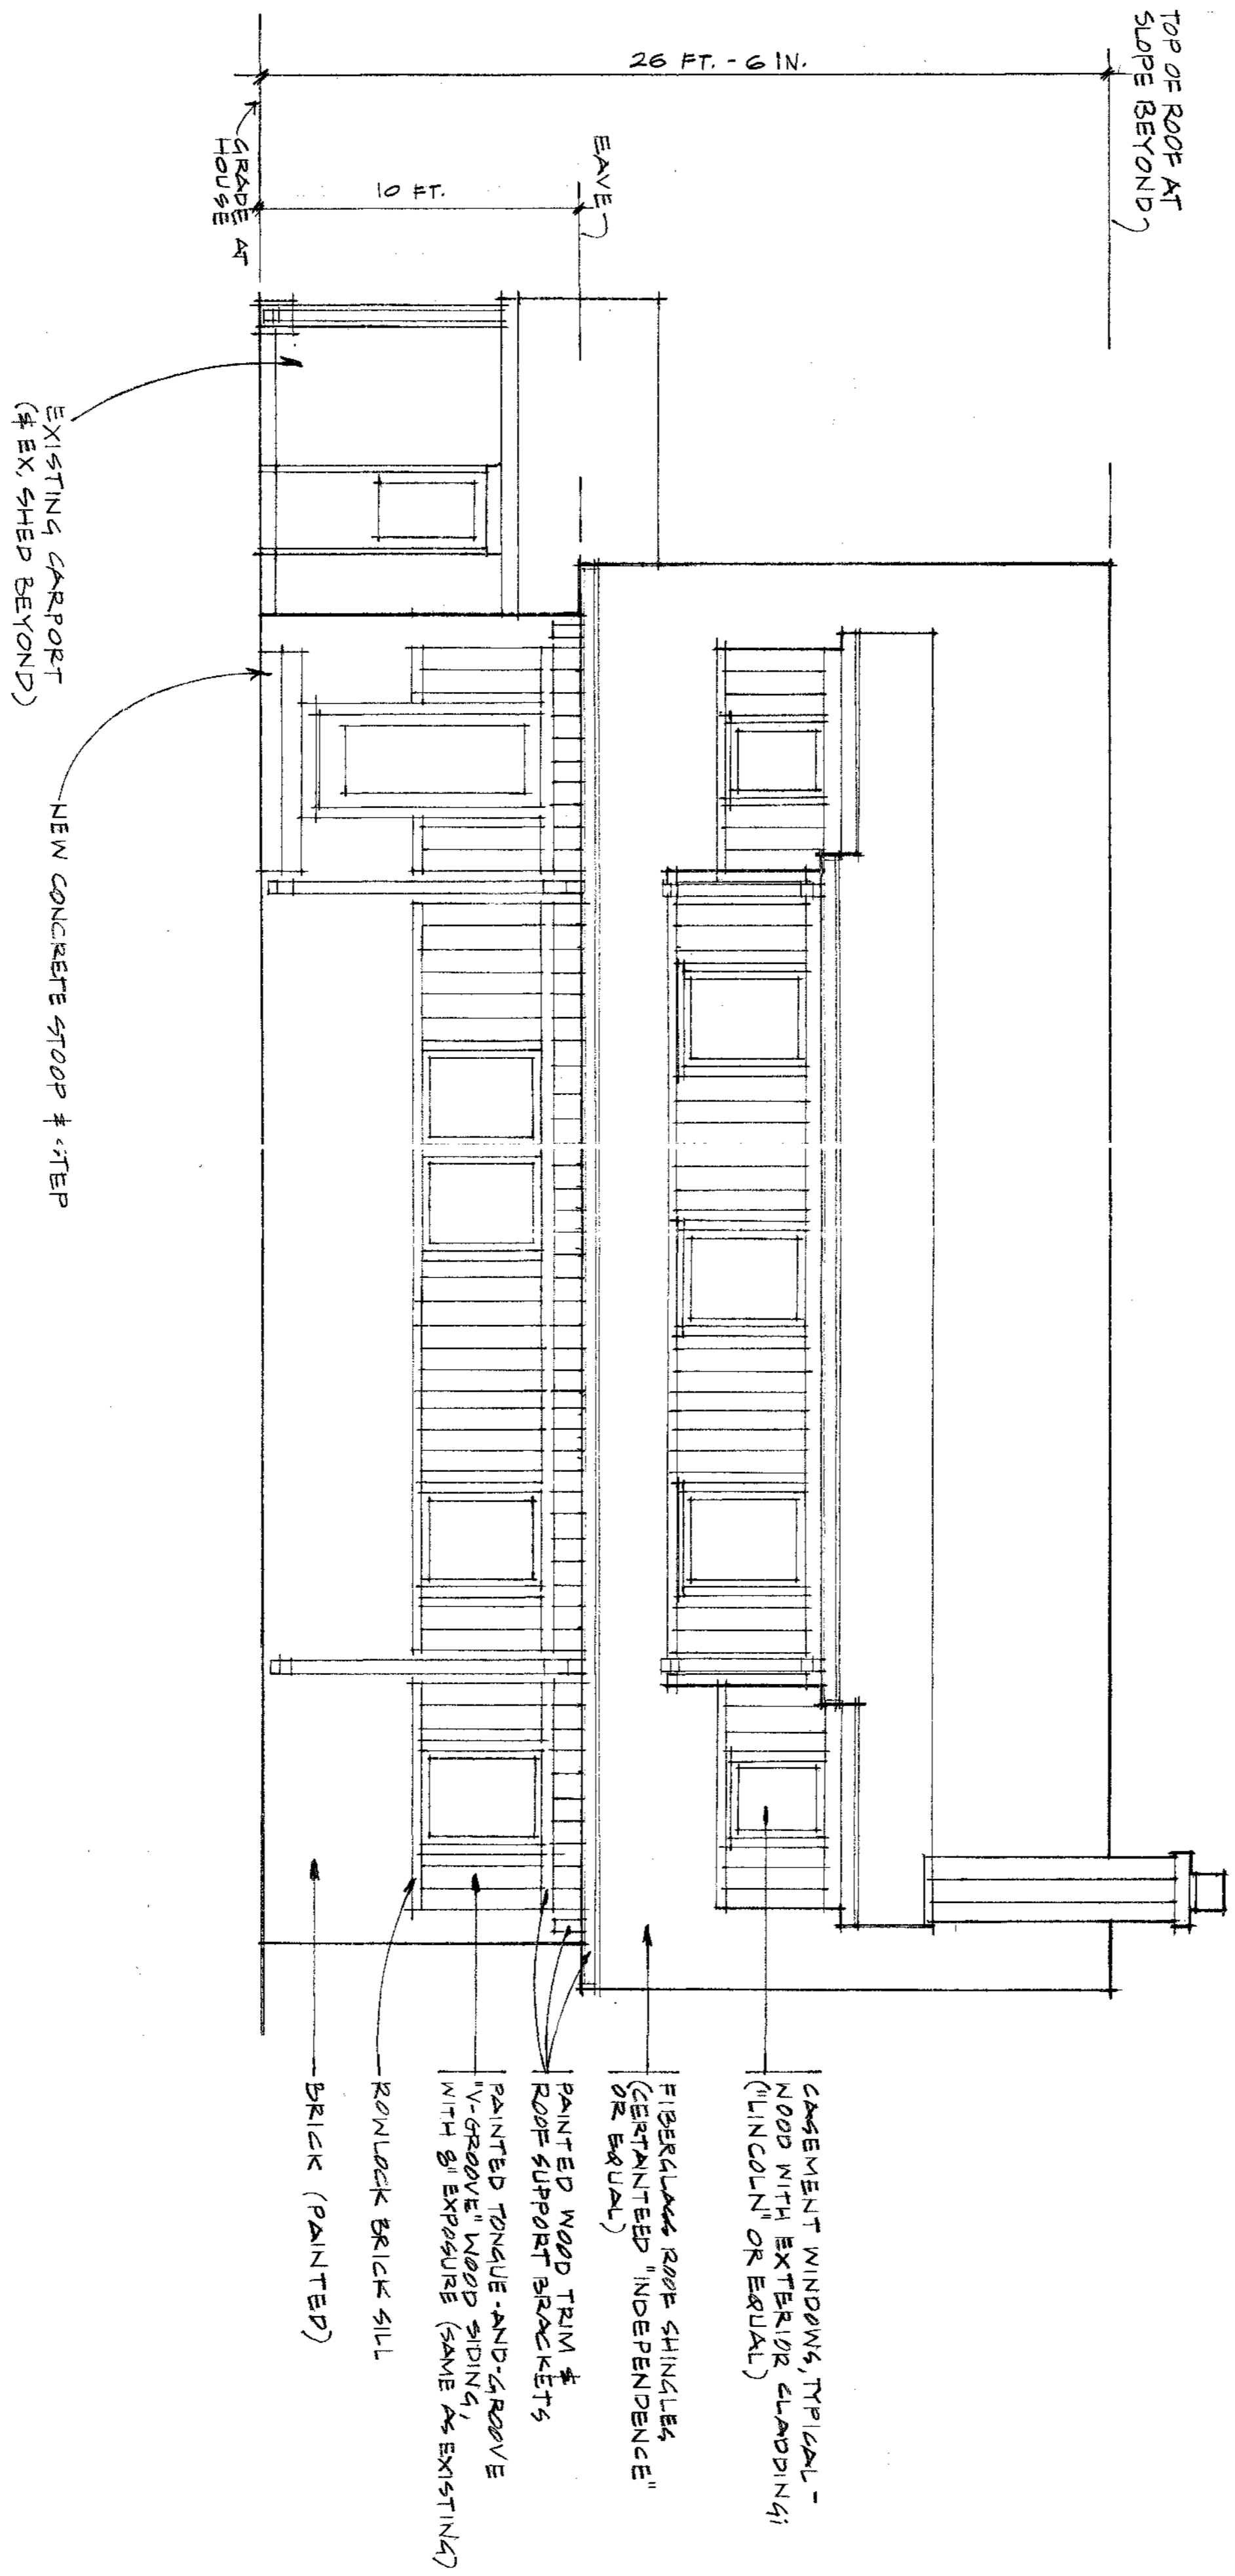 TOP OF ROOF AT
SLOPE BEYOND
26 FT. - 6 IN.
EAVE
10 FT.
GRADE AT
HOUSE
CASEMENT WINDOWS, TYPICAL -
WOOD WITH EXTERIOR CLADDING;
("LINCOLN" OR EQUAL)
FIBERGLASS ROOF SHINGLES
(CERTAINTEED "INDEPENDENCE"
OR EQUAL)
PAINTED WOOD TRIM &
ROOF SUPPORT BRACKETS
PAINTED TONGUE-AND-GROOVE
"V-GROOVE" WOOD SIDING,
WITH 8" EXPOSURE (SAME AS EXISTING)
ROWLOCK BRICK SILL
BRICK (PAINTED)
NEW CONCRETE STOOP & STEP
EXISTING CARPORT
(& EX. SHED BEYOND)